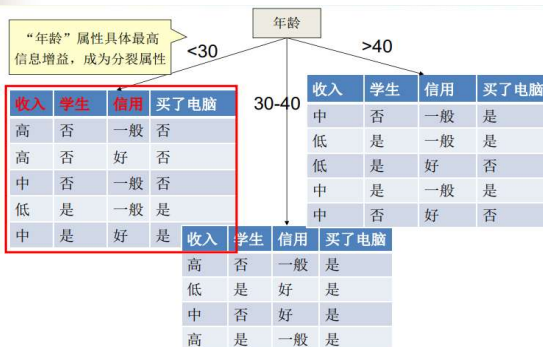 年龄
“年龄”属性具体最高
信息增益，成为分裂属性
<30
>40
30-40
收入 学生 信用 买了电脑
高 否 一般 否
高 否 好 否
中 否 一般 否
低 是 一般 是
中 是 好 是
收入 学生 信用 买了电脑
中 否 一般 是
低 是 一般 是
低 是 好 否
中 是 一般 是
中 否 好 否
收入 学生 信用 买了电脑
高 否 一般 是
低 是 好 是
中 否 好 是
高 是 一般 是